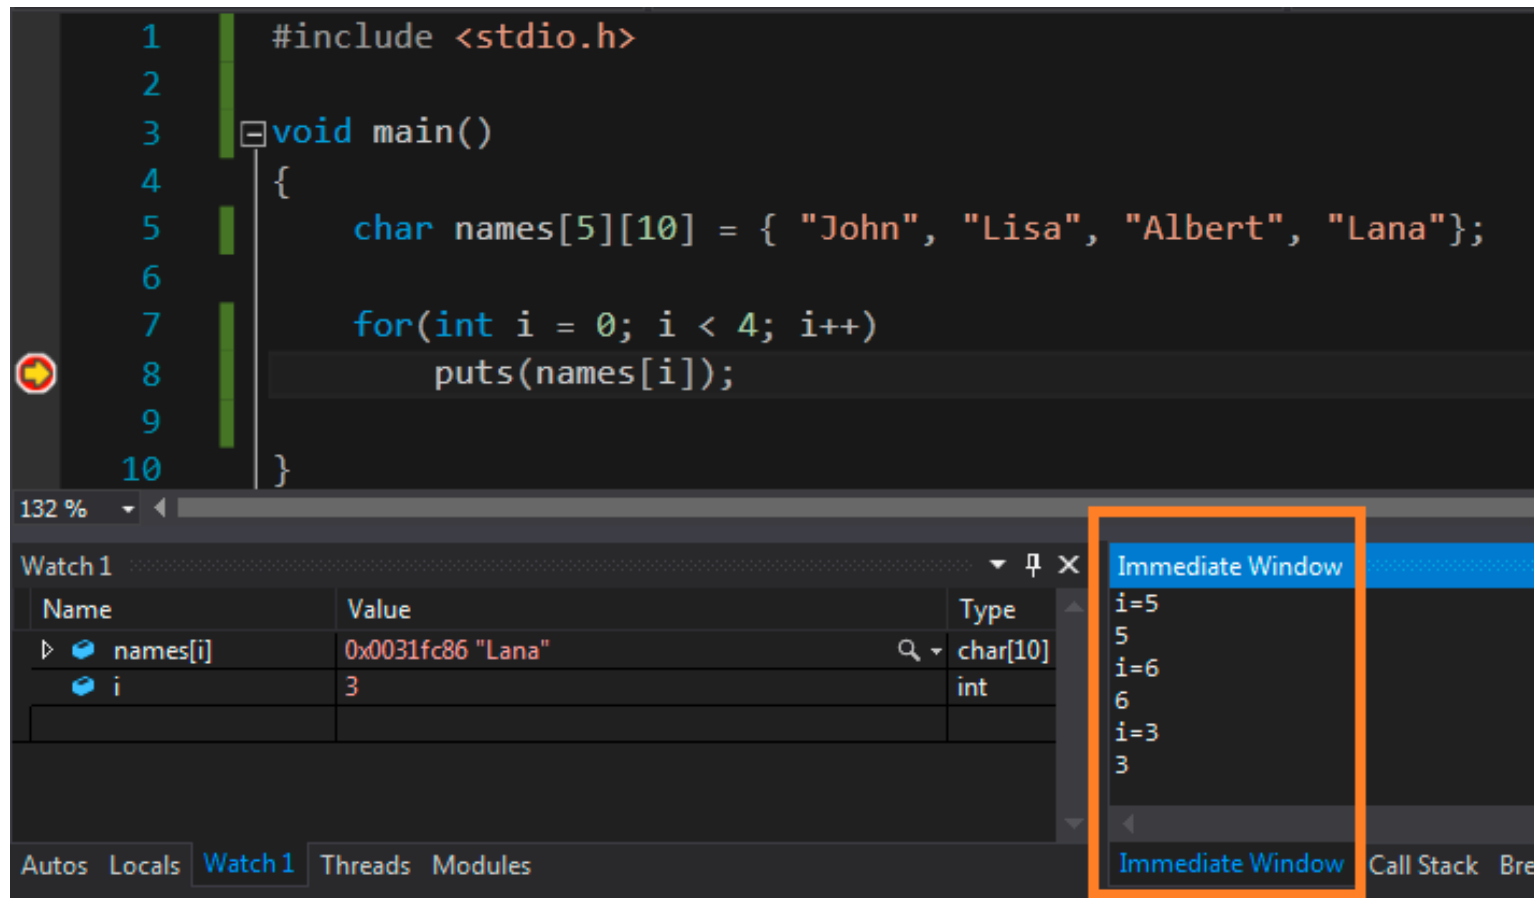 1 #include <stdio.h>
2
3 void main()
4 {
5 char names[5][10] = { "John", "Lisa", "Albert", "Lana"};
6
7 for(int i = 0; i < 4; i++)
8 puts(names[i]);
9
10 }
132 %
Watch 1
Name Value Type
names[i] 0x0031fc86 "Lana" char[10]
i 3 int
Autos Locals Watch 1 Threads Modules
Immediate Window
i=5
5
i=6
6
i=3
3
Immediate Window Call Stack Bre